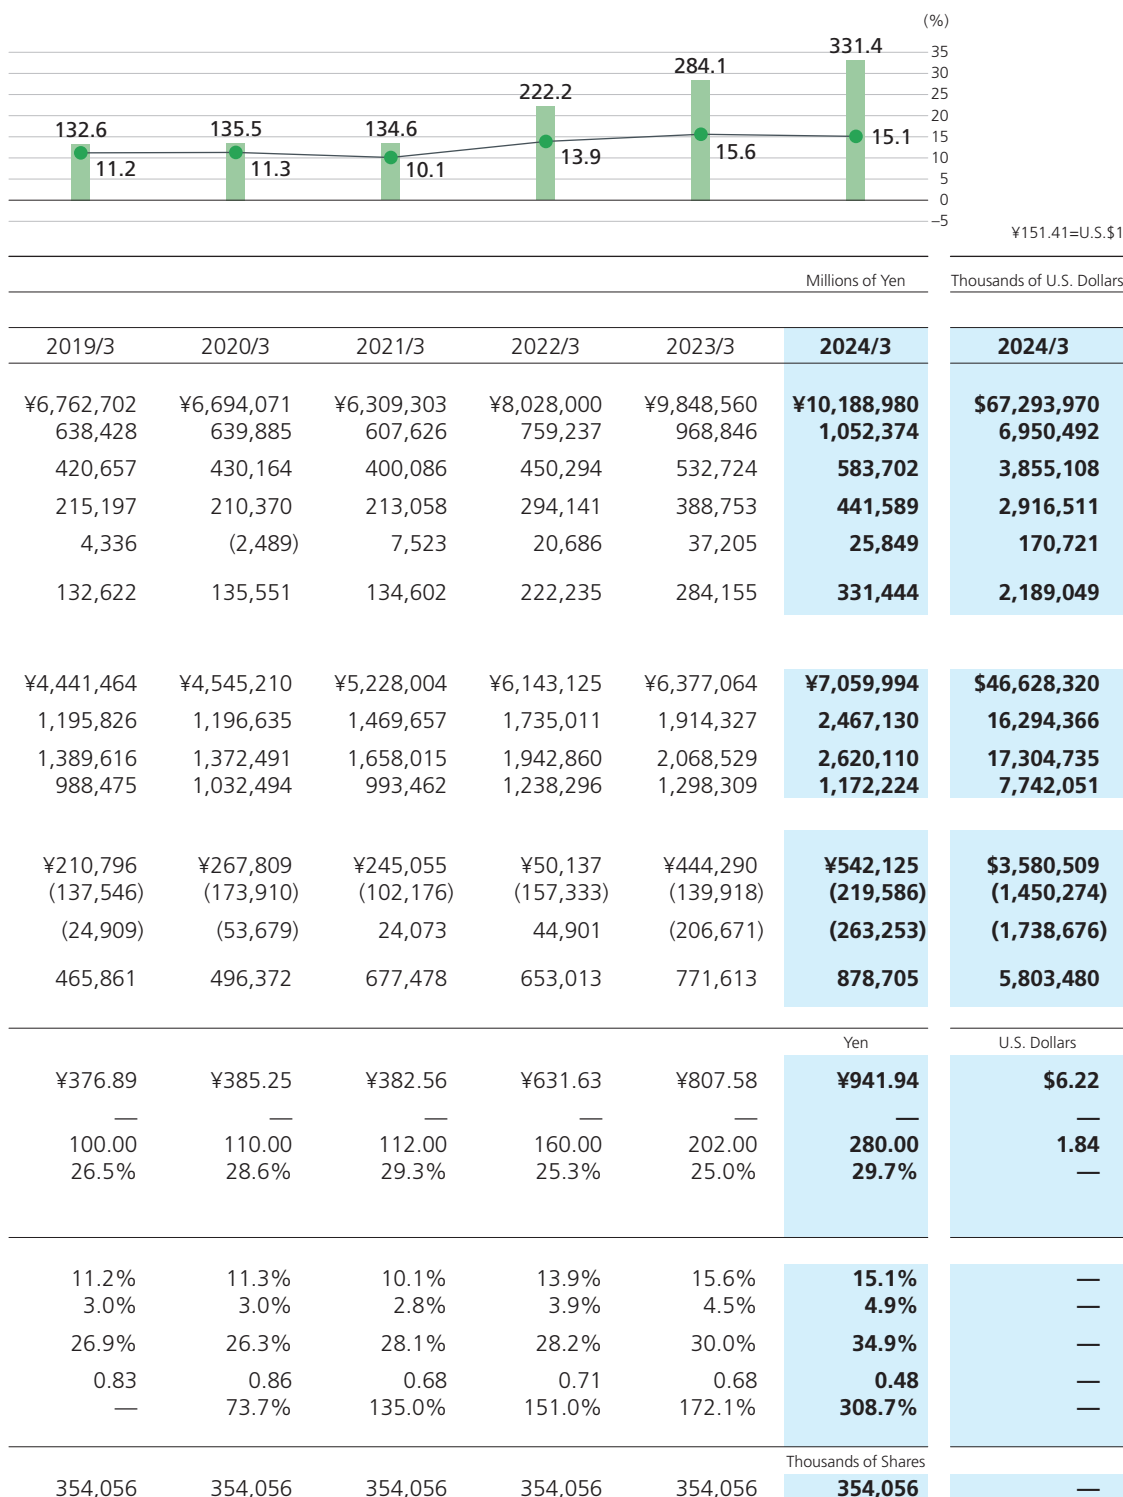 (%)
331.4
35
284.1
30
222.2
25
20
132.6 135.5 134.6
15
15.1
13.9 15.6
10
11.2 11.3 10.1
5
0
–5
¥151.41=U.S.$1
Millions of Yen Thousands of U.S. Dollars
2019/3 2020/3 2021/3 2022/3 2023/3 2024/3 2024/3
¥6,762,702 ¥6,694,071 ¥6,309,303 ¥8,028,000 ¥9,848,560 ¥10,188,980 $67,293,970
638,428 639,885 607,626 759,237 968,846 1,052,374 6,950,492
420,657 430,164 400,086 450,294 532,724 583,702 3,855,108
215,197 210,370 213,058 294,141 388,753 441,589 2,916,511
4,336 (2,489) 7,523 20,686 37,205 25,849 170,721
132,622 135,551 134,602 222,235 284,155 331,444 2,189,049
¥4,441,464 ¥4,545,210 ¥5,228,004 ¥6,143,125 ¥6,377,064 ¥7,059,994 $46,628,320
1,195,826 1,196,635 1,469,657 1,735,011 1,914,327 2,467,130 16,294,366
1,389,616 1,372,491 1,658,015 1,942,860 2,068,529 2,620,110 17,304,735
988,475 1,032,494 993,462 1,238,296 1,298,309 1,172,224 7,742,051
¥210,796 ¥267,809 ¥245,055 ¥50,137 ¥444,290 ¥542,125 $3,580,509
(137,546) (173,910) (102,176) (157,333) (139,918) (219,586) (1,450,274)
(24,909) (53,679) 24,073 44,901 (206,671) (263,253) (1,738,676)
465,861 496,372 677,478 653,013 771,613 878,705 5,803,480
Yen U.S. Dollars
¥376.89 ¥385.25 ¥382.56 ¥631.63 ¥807.58 ¥941.94 $6.22
— — — — — — —
100.00 110.00 112.00 160.00 202.00 280.00 1.84
26.5% 28.6% 29.3% 25.3% 25.0% 29.7% —
11.2% 11.3% 10.1% 13.9% 15.6% 15.1% —
3.0% 3.0% 2.8% 3.9% 4.5% 4.9% —
26.9% 26.3% 28.1% 28.2% 30.0% 34.9% —
0.83 0.86 0.68 0.71 0.68 0.48 —
— 73.7% 135.0% 151.0% 172.1% 308.7% —
Thousands of Shares
354,056 354,056 354,056 354,056 354,056 354,056 —